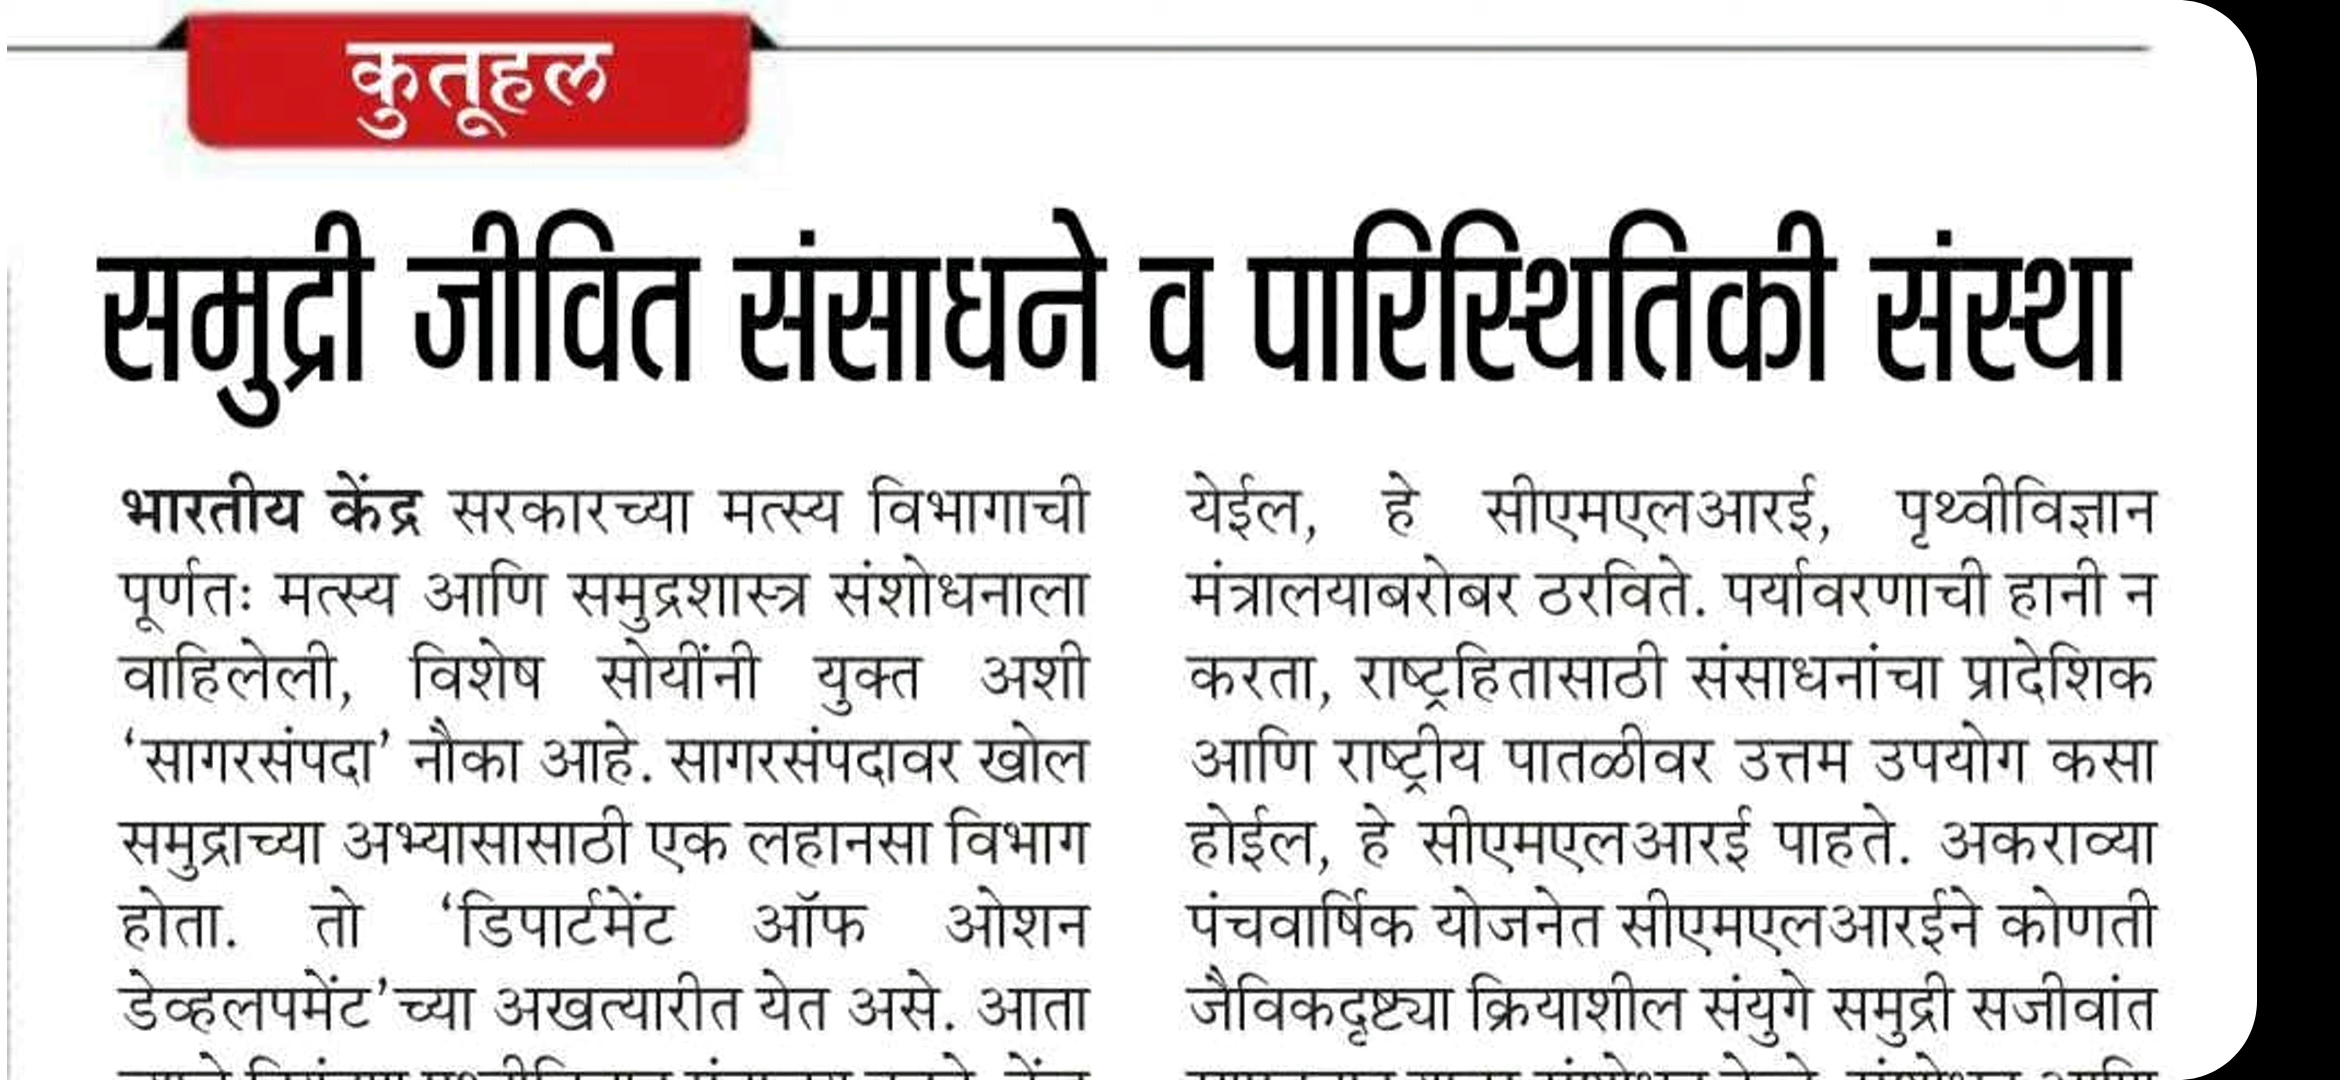 कुतूहल
समुद्री जीवित संसाधने व पारिस्थितिकी संस्था
भारतीय केंद्र सरकारच्या मत्स्य विभागाची
पूर्णतः मत्स्य आणि समुद्रशास्त्र संशोधनाला
वाहिलेली, विशेष सोयींनी युक्त अशी
‘सागरसंपदा’ नौका आहे. सागरसंपदावर खोल
समुद्राच्या अभ्यासासाठी एक लहानसा विभाग
होता. तो ‘डिपार्टमेंट ऑफ ओशन
डेव्हलपमेंट’च्या अखत्यारीत येत असे. आता
येईल, हे सीएमएलआरई, पृथ्वीविज्ञान
मंत्रालयाबरोबर ठरविते. पर्यावरणाची हानी न
करता, राष्ट्रहितासाठी संसाधनांचा प्रादेशिक
आणि राष्ट्रीय पातळीवर उत्तम उपयोग कसा
होईल, हे सीएमएलआरई पाहते. अकराव्या
पंचवार्षिक योजनेत सीएमएलआरईने कोणती
जैविकदृष्ट्या क्रियाशील संयुगे समुद्री सजीवांत